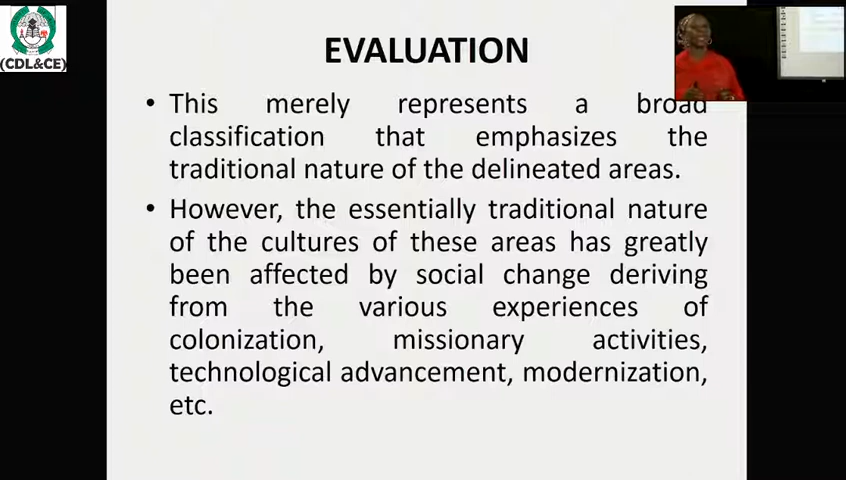 (CDL&CE)
EVALUATION
• This merely represents a broad
classification that emphasizes the
traditional nature of the delineated areas.
• However, the essentially traditional nature
of the cultures of these areas has greatly
been affected by social change deriving
from the various experiences of
colonization, missionary activities,
technological advancement, modernization,
etc.